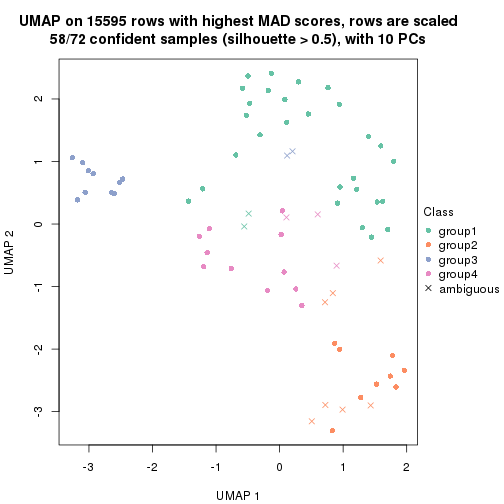 UMAP on 15595 rows with highest MAD scores, rows are scaled
58/72 confident samples (silhouette > 0.5), with 10 PCs
2
1
0
-1
-2
-3
UMAP 2
-3
-2
-1
0
1
2
UMAP 1
Class
group1
group2
group3
group4
ambiguous